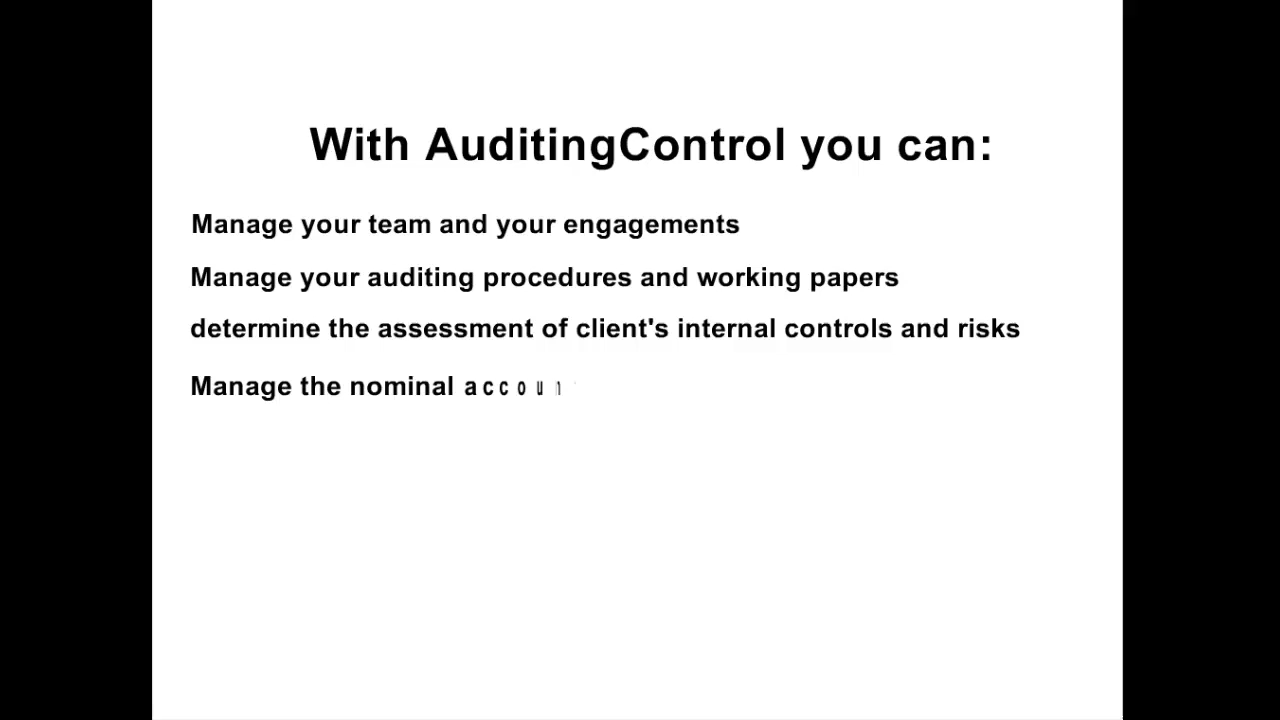 With AuditingControl you can:
Manage your team and your engagements
Manage your auditing procedures and working papers
determine the assessment of client's internal controls and risks
Manage the nominal accoun